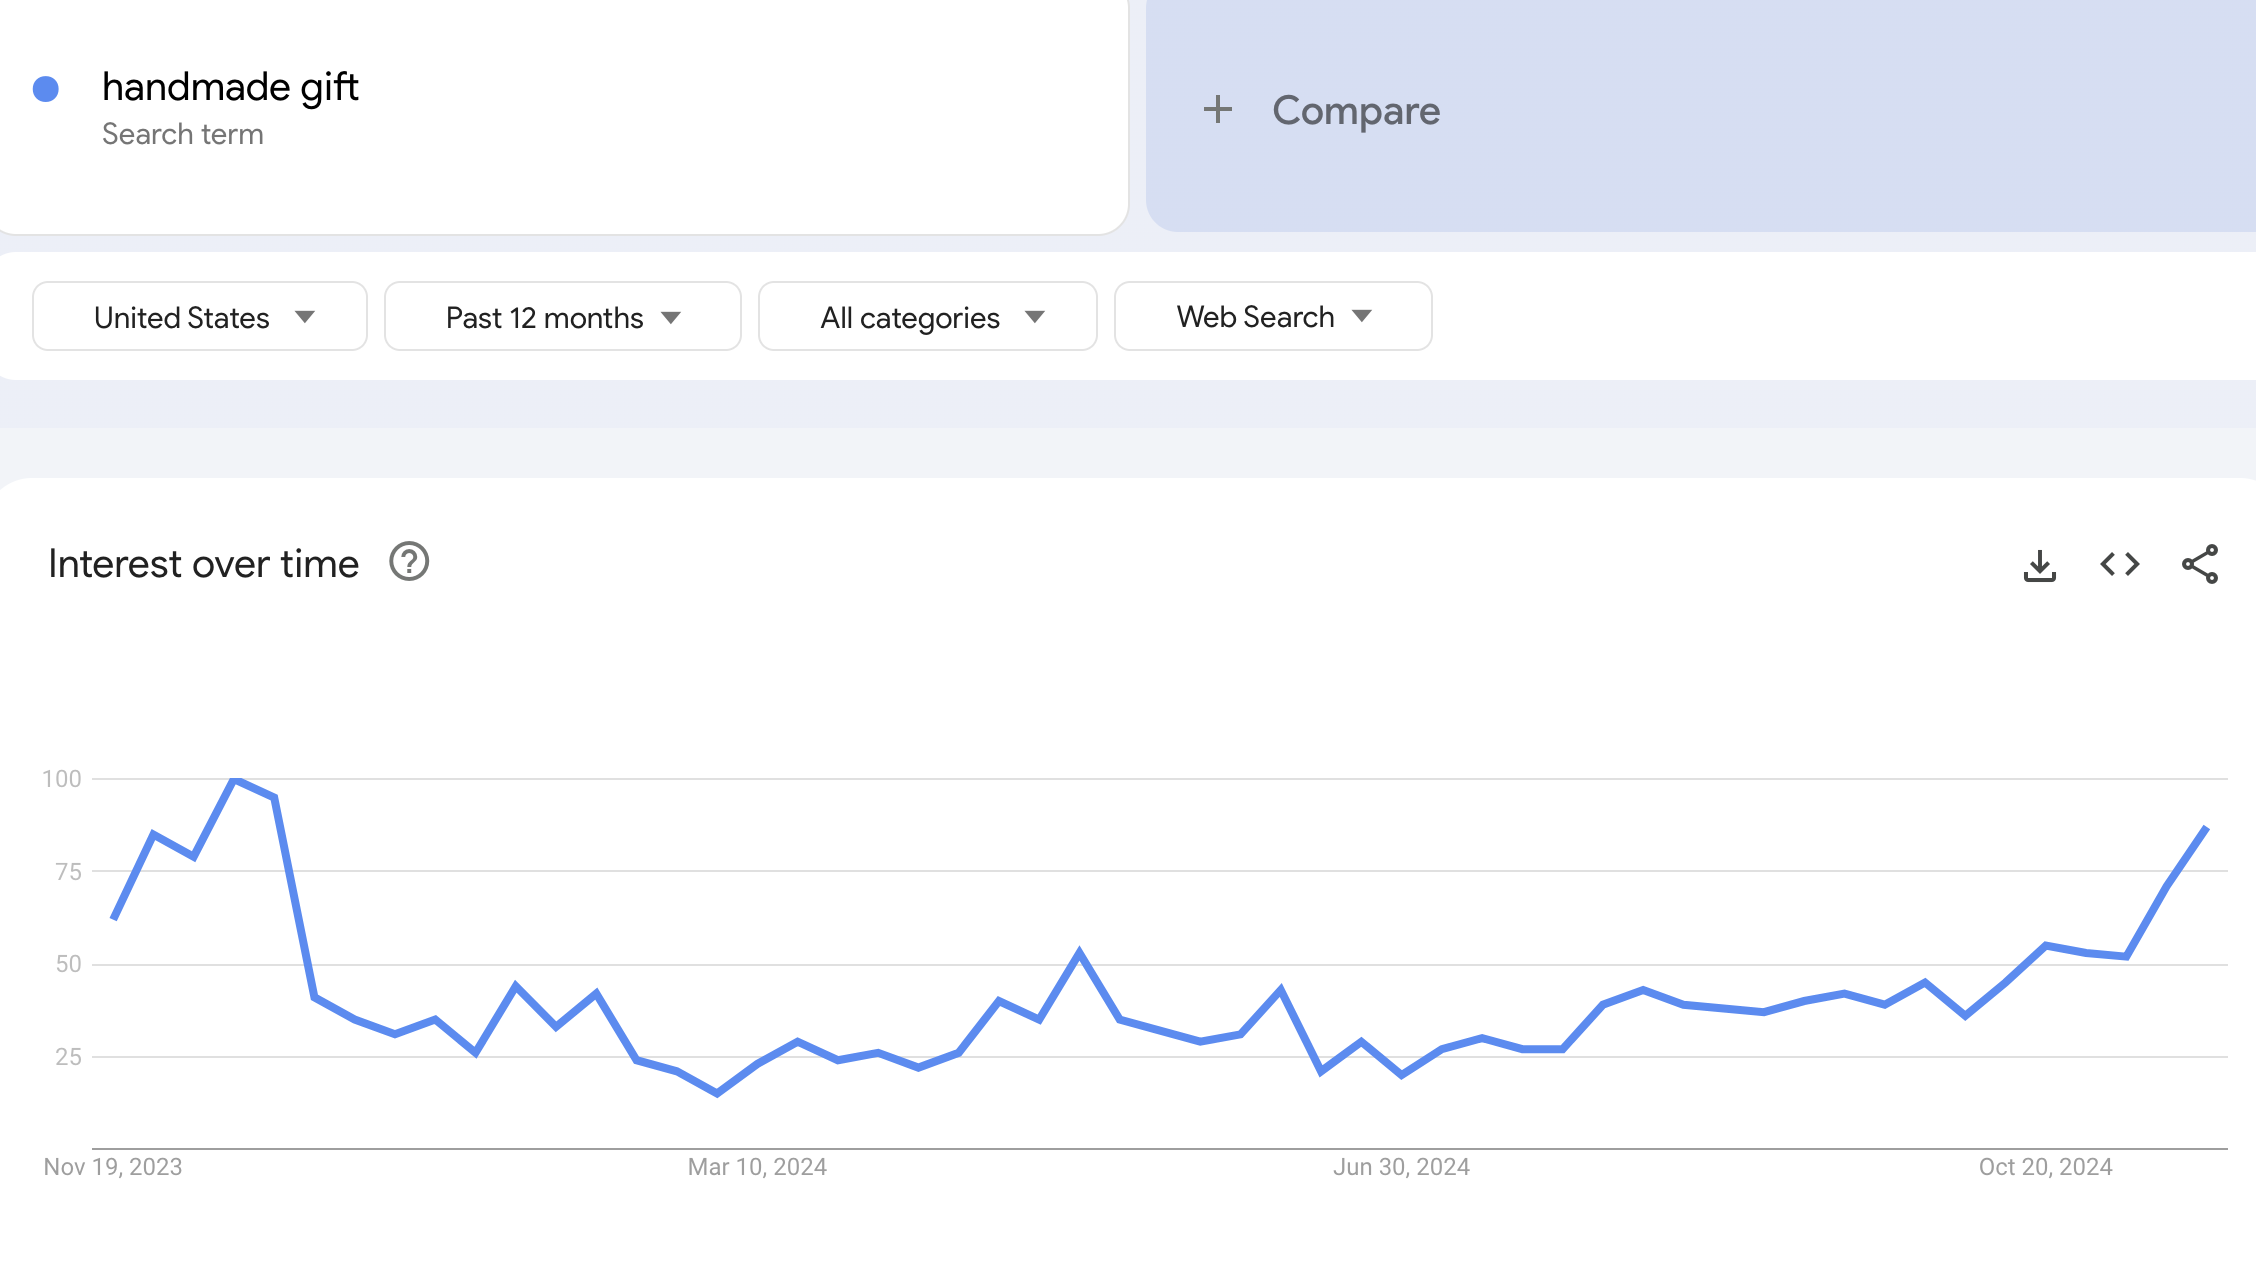 handmade gift
Search term
+ Compare
United States
Past 12 months
All categories
Web Search
Interest over time
100
75
50
25
Nov 19, 2023
Mar 10, 2024
Jun 30, 2024
Oct 20, 2024